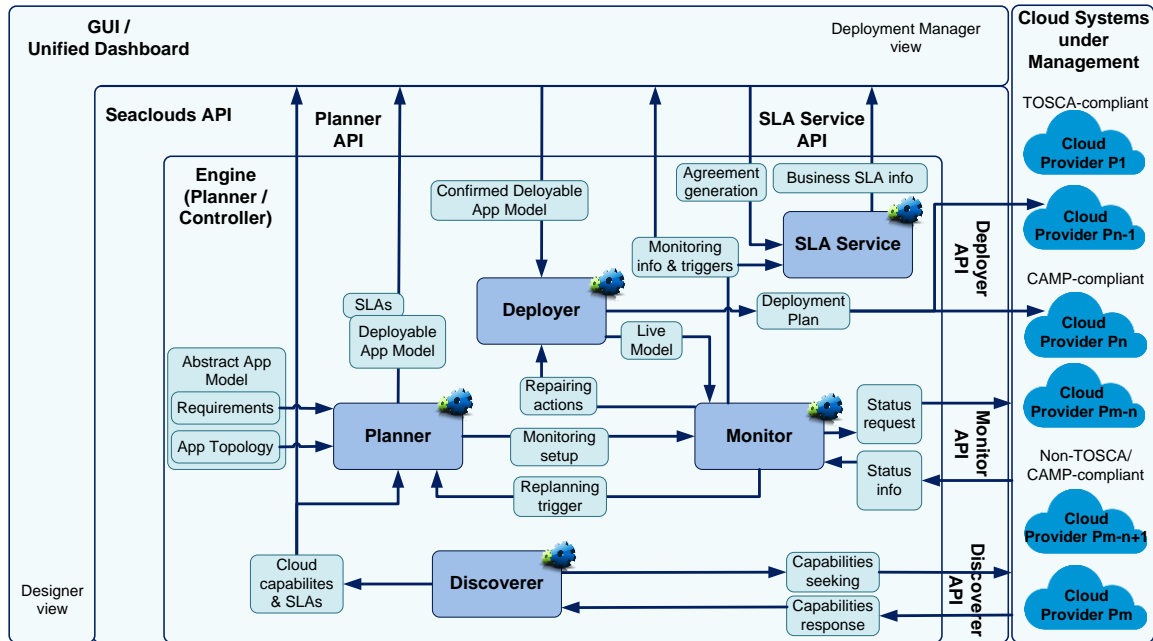 GUI /
Unified Dashboard
Deployment Manager
view
Cloud Systems
under
Management
Seaclouds API
Planner
API
SLA Service
API
TOSCA-compliant
Cloud
Provider P1
Engine
(Planner /
Controller)
Confirmed Deloyable
App Model
Agreement
generation
Business SLA info
SLA Service
Cloud
Provider Pn-1
Monitoring
info & triggers
Deployer
API
CAMP-compliant
SLAs
Deployable
App Model
Deployer
Deployment
Plan
Cloud
Provider Pn
Live
Model
Abstract App
Model
Requirements
App Topology
Repairing
actions
Planner
Monitoring
setup
Monitor
Status
request
Cloud
Provider Pm-n
Monitor
API
Replanning
trigger
Status
info
Non-TOSCA/
CAMP-compliant
Cloud
Provider Pm-n+1
Designer
view
Cloud
capabilites
& SLAs
Discoverer
Capabilities
seeking
Capabilities
response
Discoverer
API
Cloud
Provider Pm